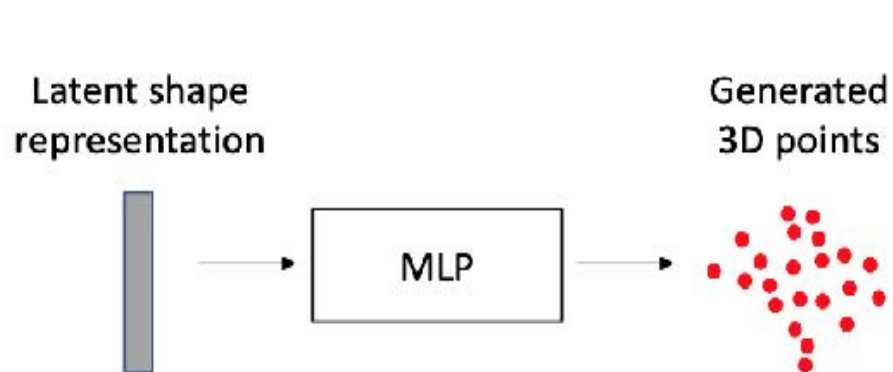 Latent shape
representation
MLP
Generated
3D points